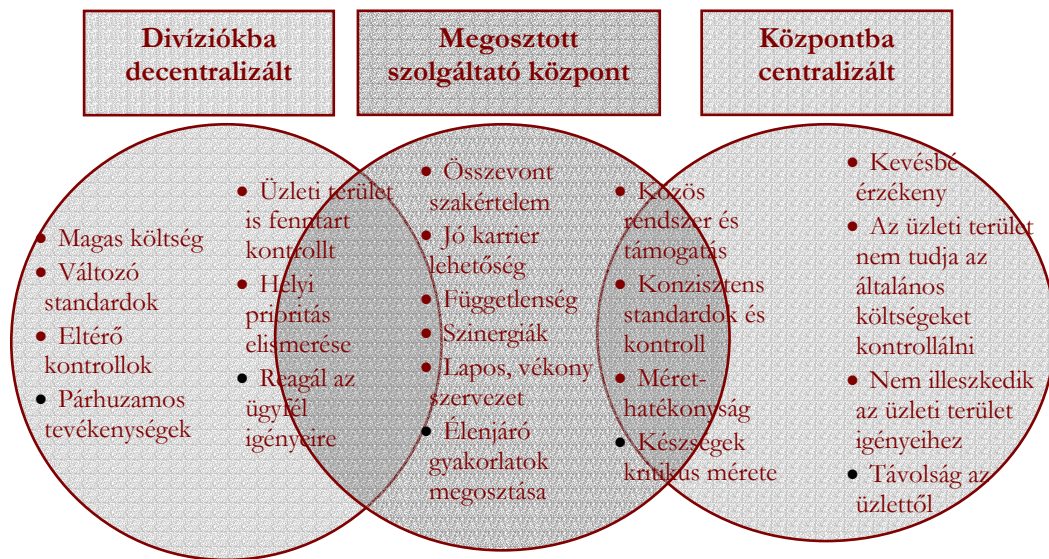 Divíziókba
decentralizált
Megosztott
szolgáltató központ
Központba
centralizált
• Magas költség
• Változó
standardok
• Eltérő
kontrollok
• Párhuzamos
tevékenységek
• Üzleti terület
is fenntart
kontrollt
• Helyi
prioritás
elismerése
• Reagál az
ügyfél
igényeire
• Összevont
szakértelem
• Jó karrier
lehetőség
• Függetlenség
• Szinergiák
• Lapos, vékony
szervezet
• Élenjáró
gyakorlatok
megosztása
• Közös
rendszer és
támogatás
• Konzisztens
standardok és
kontroll
• Méret-
hatékonyság
• Készségek
kritikus mérete
• Kevésbé
érzékeny
• Az üzleti terület
nem tudja az
általános
költségeket
kontrollálni
• Nem illeszkedik
az üzleti terület
igényeihez
• Távolság az
üzlettől